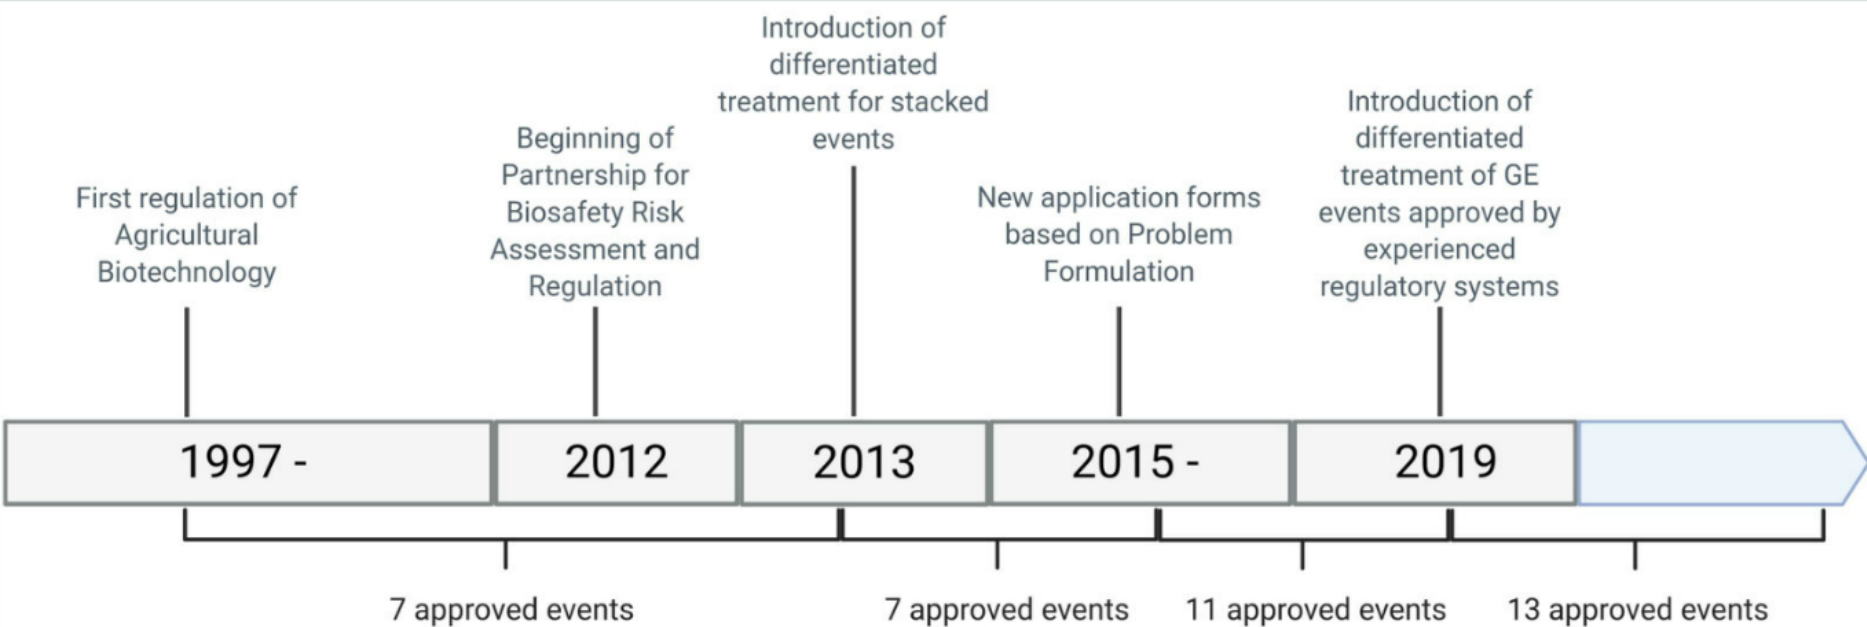 First regulation of
Agricultural
Biotechnology
Beginning of
Partnership for
Biosafety Risk
Assessment and
Regulation
Introduction of
differentiated
treatment for stacked
events
New application forms
based on Problem
Formulation
Introduction of
differentiated
treatment of GE
events approved by
experienced
regulatory systems
1997 -
2012
2013
2015 -
2019
7 approved events
7 approved events
11 approved events
13 approved events